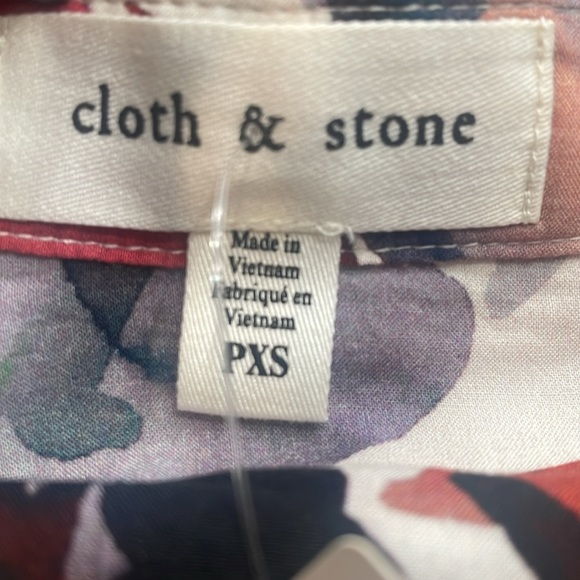 cloth & stone
Made in
Vietnam
Fabriqué en
Vietnam
PXS